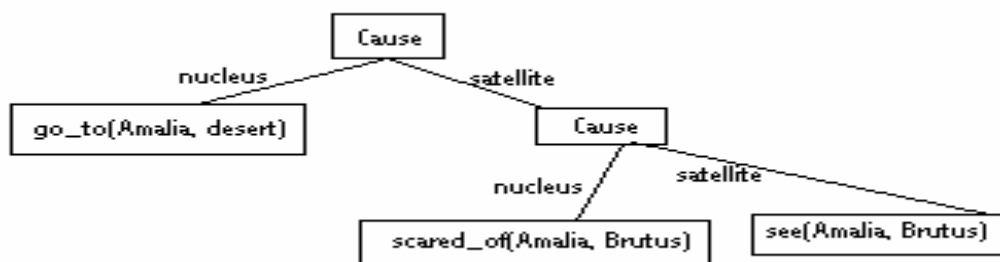 Cause
nucleus
satellite
go_to(Amalia, desert)
Cause
nucleus
satellite
scared_of(Amalia, Brutus)
see(Amalia, Brutus)